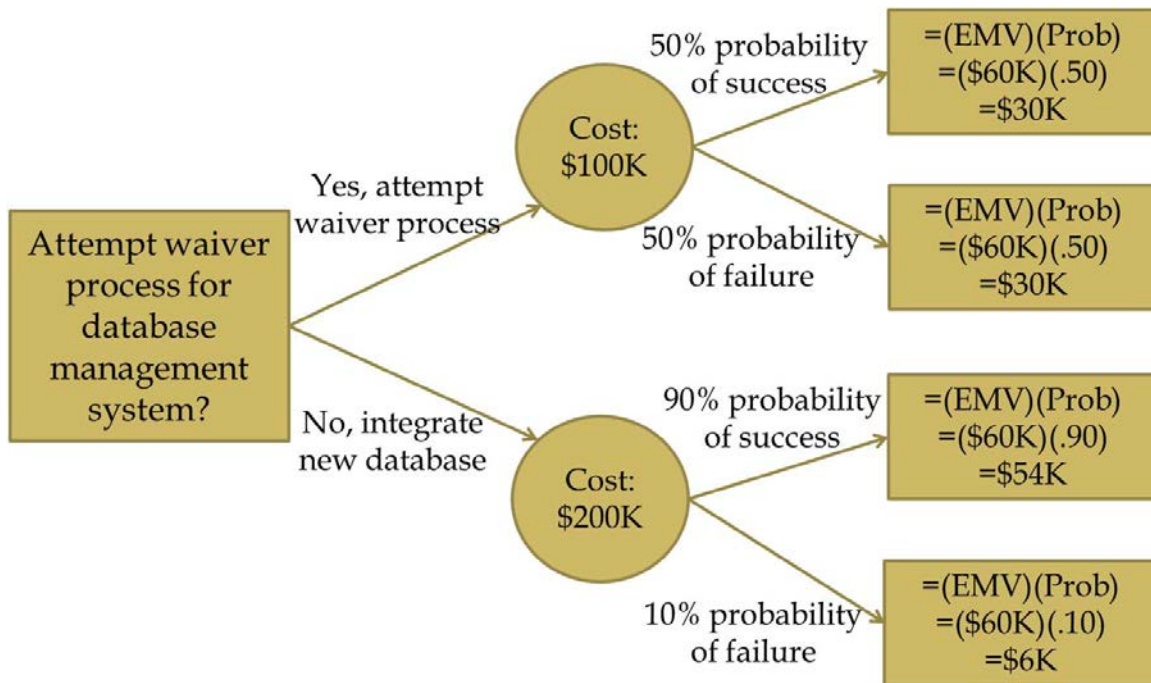 Attempt waiver
process for
database
management
system?
Yes, attempt
waiver process
No, integrate
new database
Cost:
$100K
Cost:
$200K
50% probability
of success
50% probability
of failure
90% probability
of success
10% probability
of failure
=(EMV)(Prob)
=($60K)(.50)
=$30K
=(EMV)(Prob)
=($60K)(.50)
=$30K
=(EMV)(Prob)
=($60K)(.90)
=$54K
=(EMV)(Prob)
=($60K)(.10)
=$6K